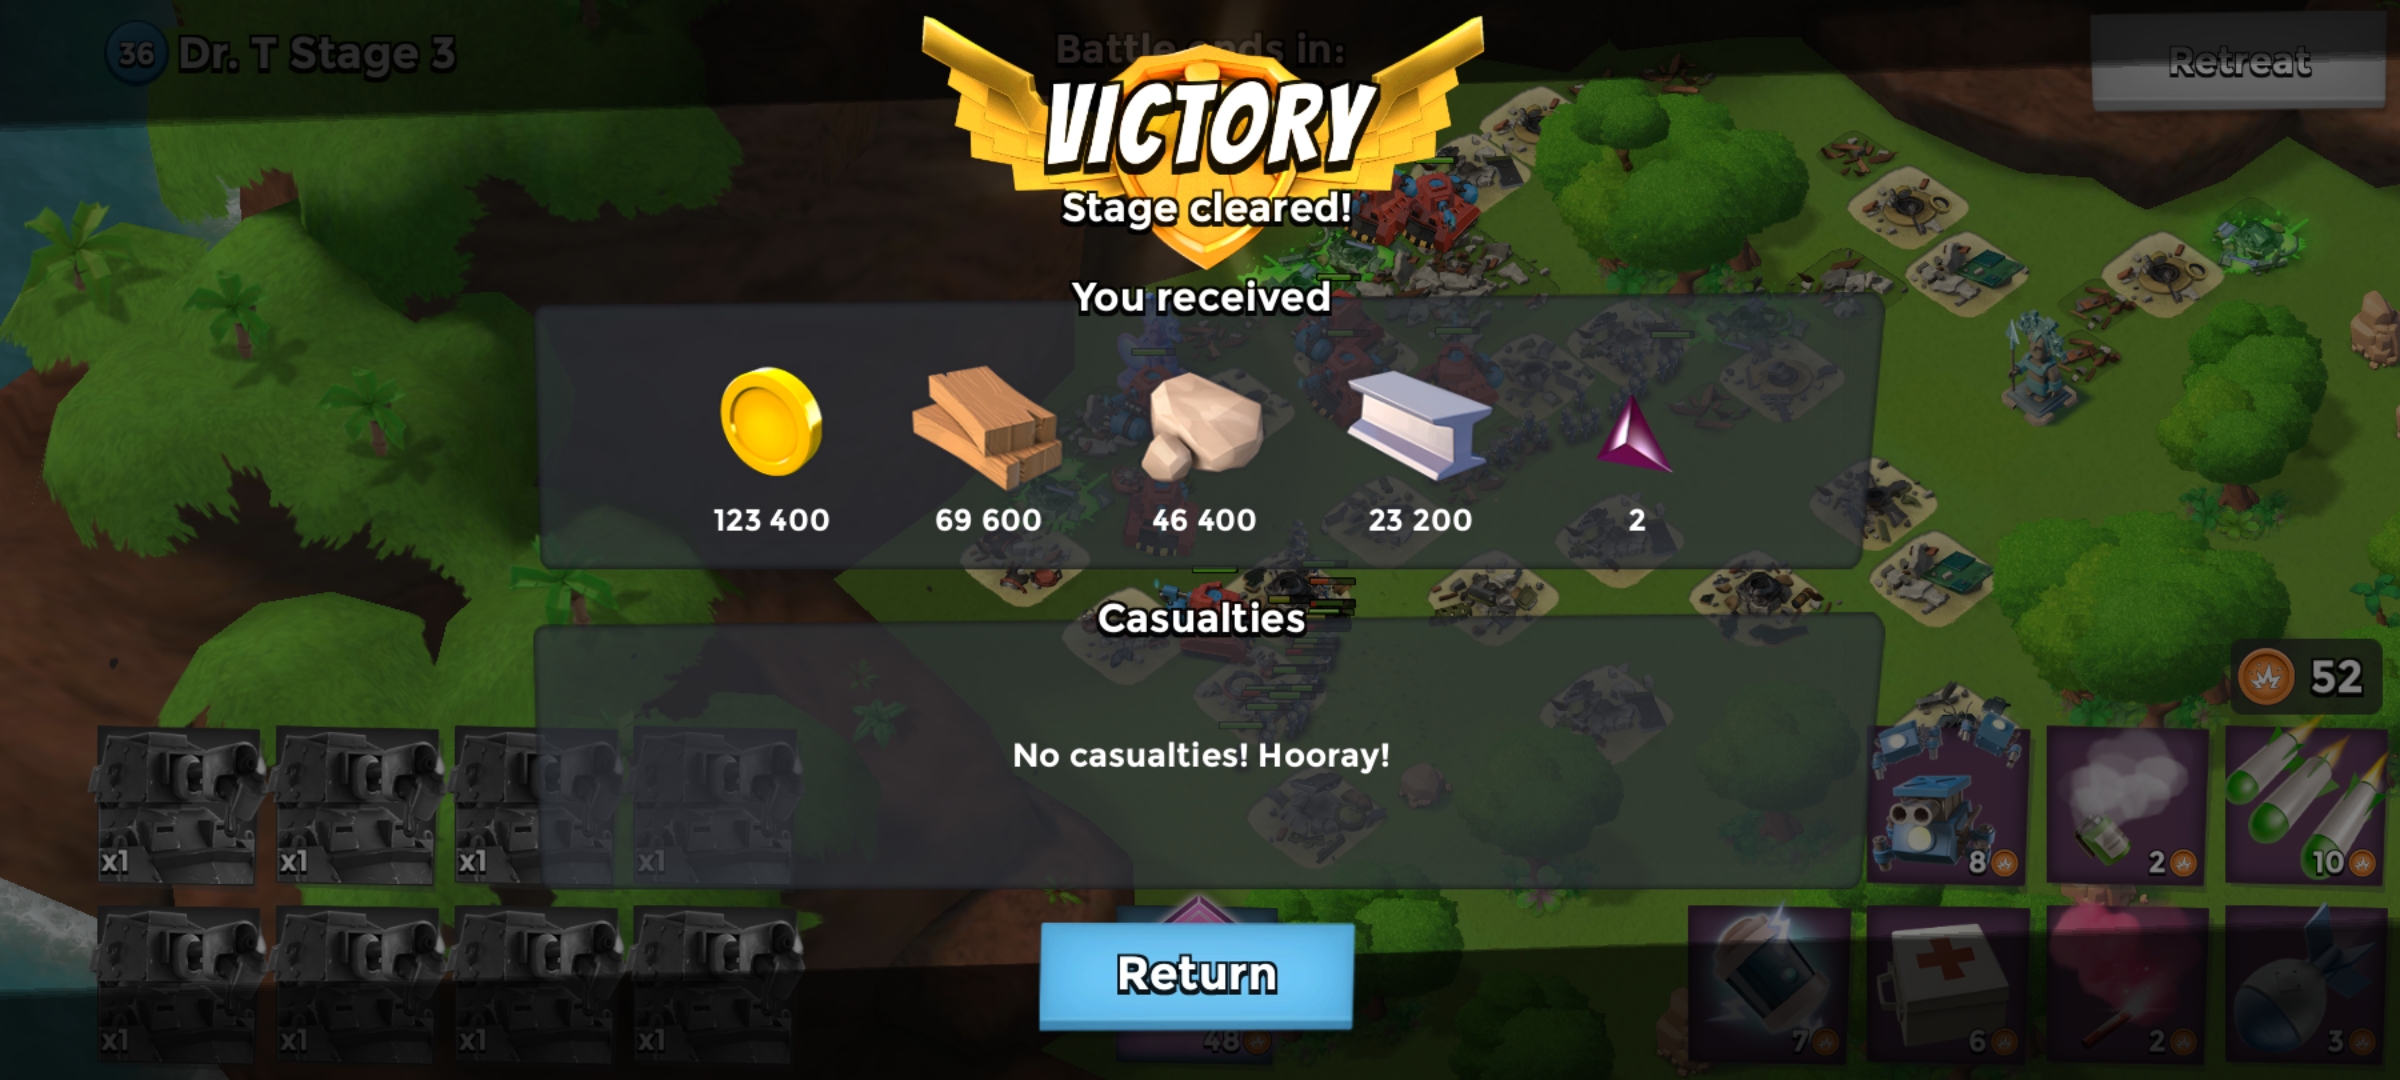 36 Dr. T Stage 3
Battle ends in:
Retreat
VICTORY
Stage cleared!
You received
123 400
69 600
46 400
23 200
2
Casualties
52
No casualties! Hooray!
x1
x1
x1
x1
8
2
10
Return
x1
x1
x1
x1
48
7
6
2
3